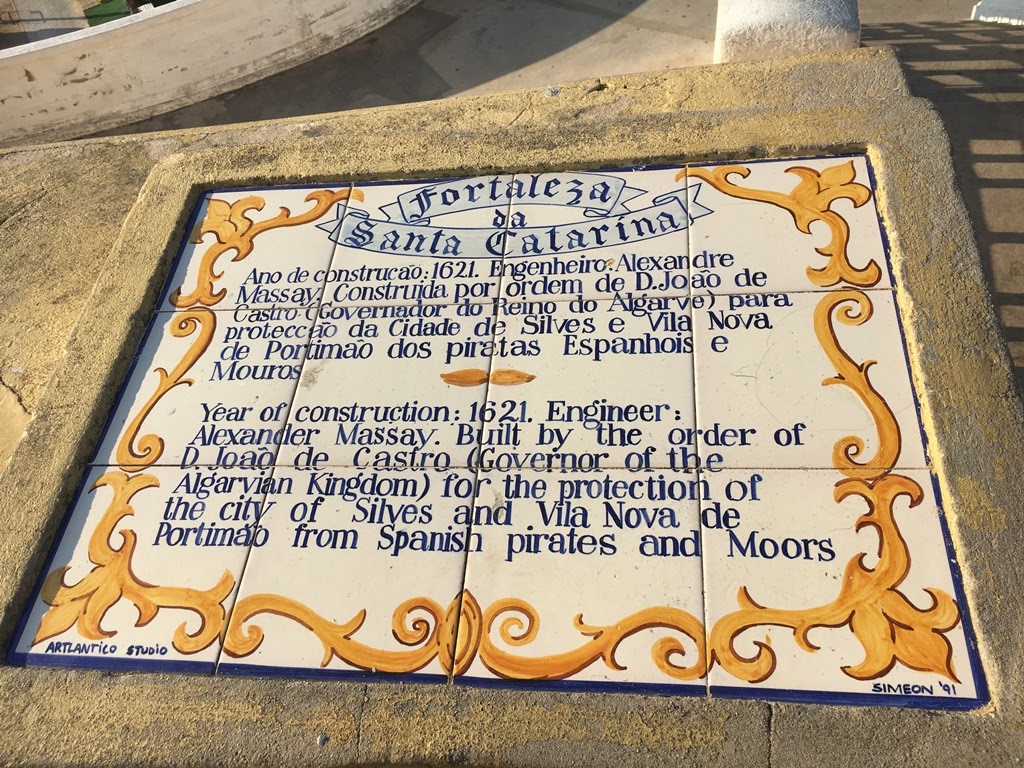 Fortaleza
da
Santa Catarina
Ano de construcão: 1621. Engenheiro: Alexandre
Massay. Construida por ordem de D. João de
Castro (Governador do Reino do Algarve) para
protecção da Cidade de Silves e Vila Nova
de Portimão dos piratas Espanhois e
Mouros
Year of construction: 1621. Engineer:
Alexander Massay. Built by the order of
D. João de Castro (Governor of the
Algarvian Kingdom) for the protection of
the city of Silves and Vila Nova de
Portimão from Spanish pirates and Moors
ARTLANTICO STUDIO
SIMEON '91